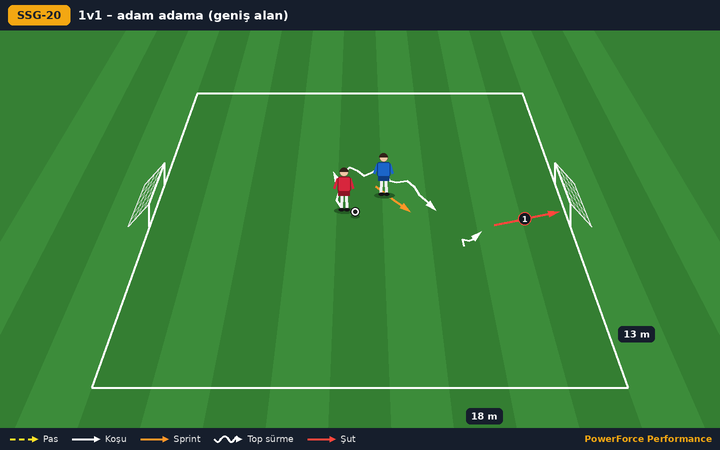 SSG-20 1v1 – adam adama (geniş alan)
1
13 m
18 m
Pas Koşu Sprint Top sürme Şut PowerForce Performance